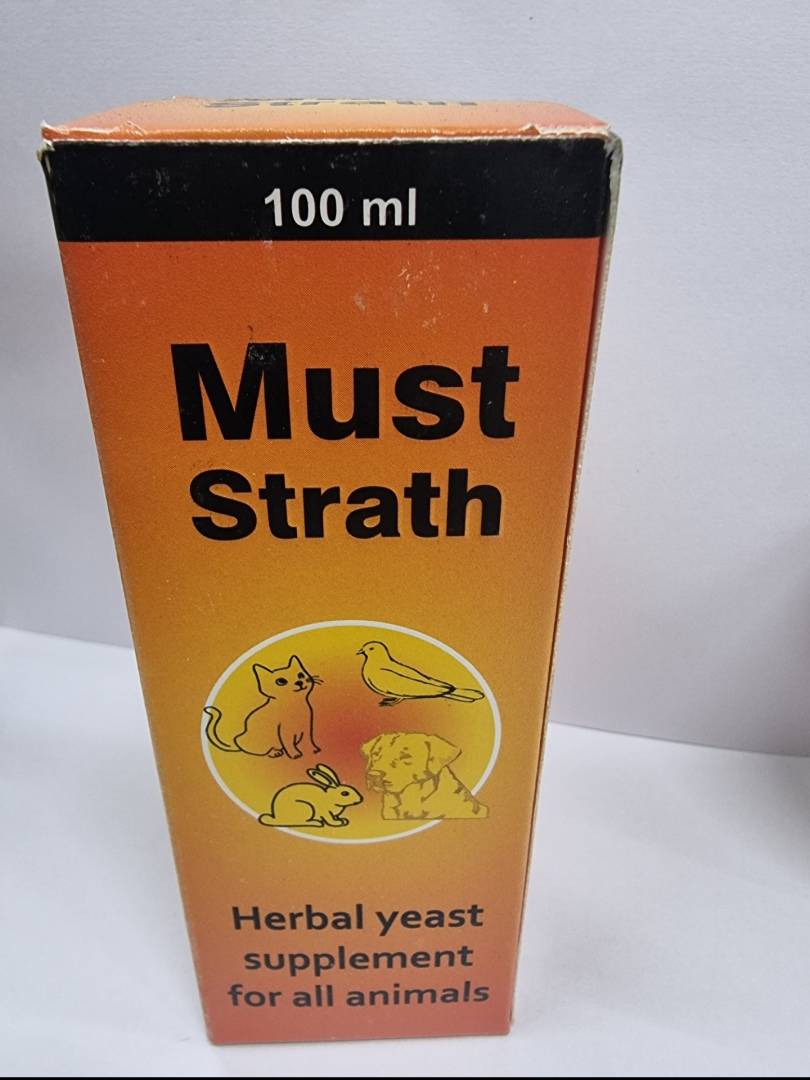 100 ml
Must
Strath
Herbal yeast
supplement
for all animals